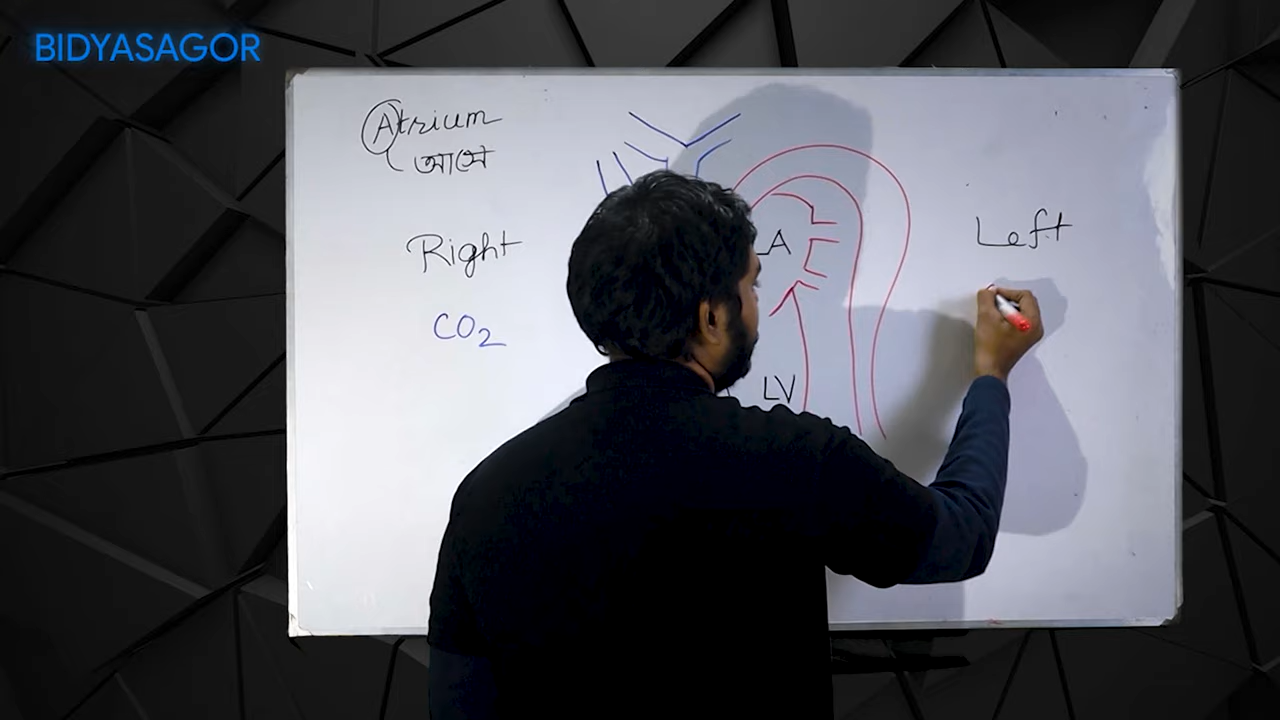 BIDYASAGOR
Atrium
আসে
Right
Left
CO₂
A
LV